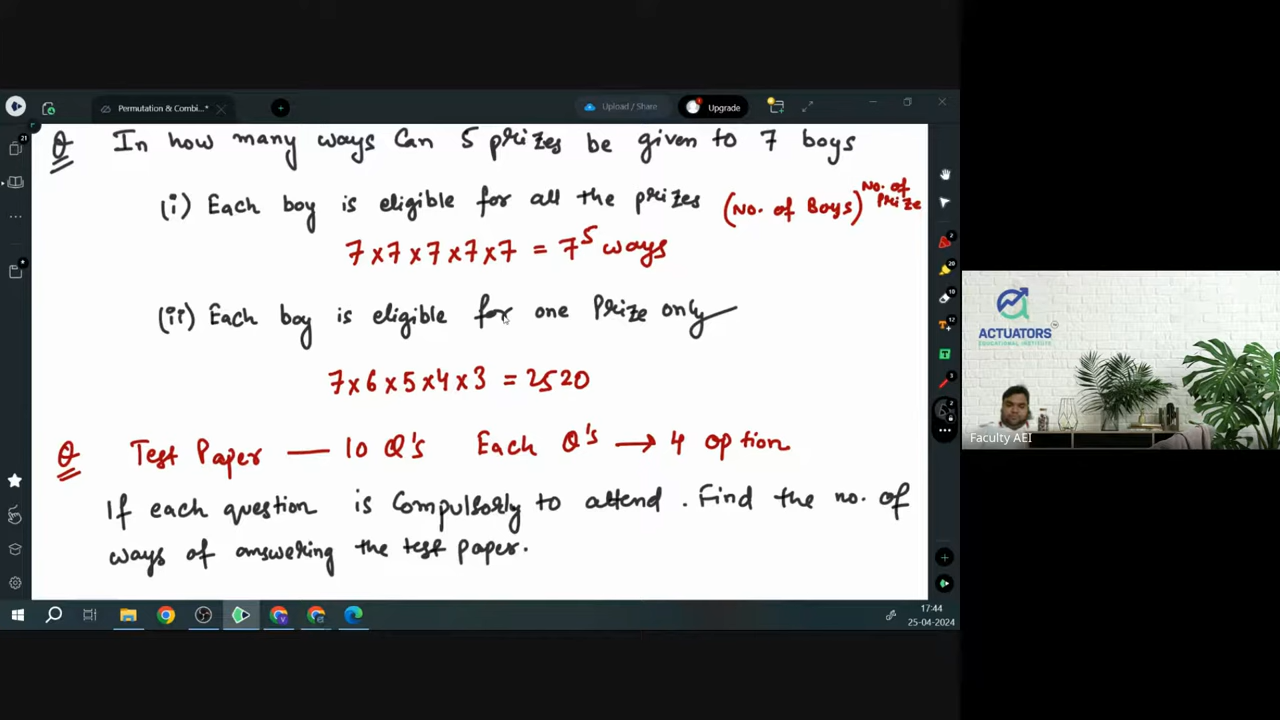 Permutation & Combi...*
Upload / Share
Upgrade
Q In how many ways Can 5 prizes be given to 7 boys
(i) Each boy is eligible for all the prizes (No. of Boys)^No. of Prize
7×7×7×7×7 = 7^5 ways
(ii) Each boy is eligible for one Prize only
7×6×5×4×3 = 2520
Q Test Paper — 10 Q's Each Q's → 4 option
If each question is Compulsorly to attend. Find the no. of
ways of answering the test paper.
ACTUATORS
EDUCATIONAL INSTITUTE
Faculty AEI
17:44
25-04-2024